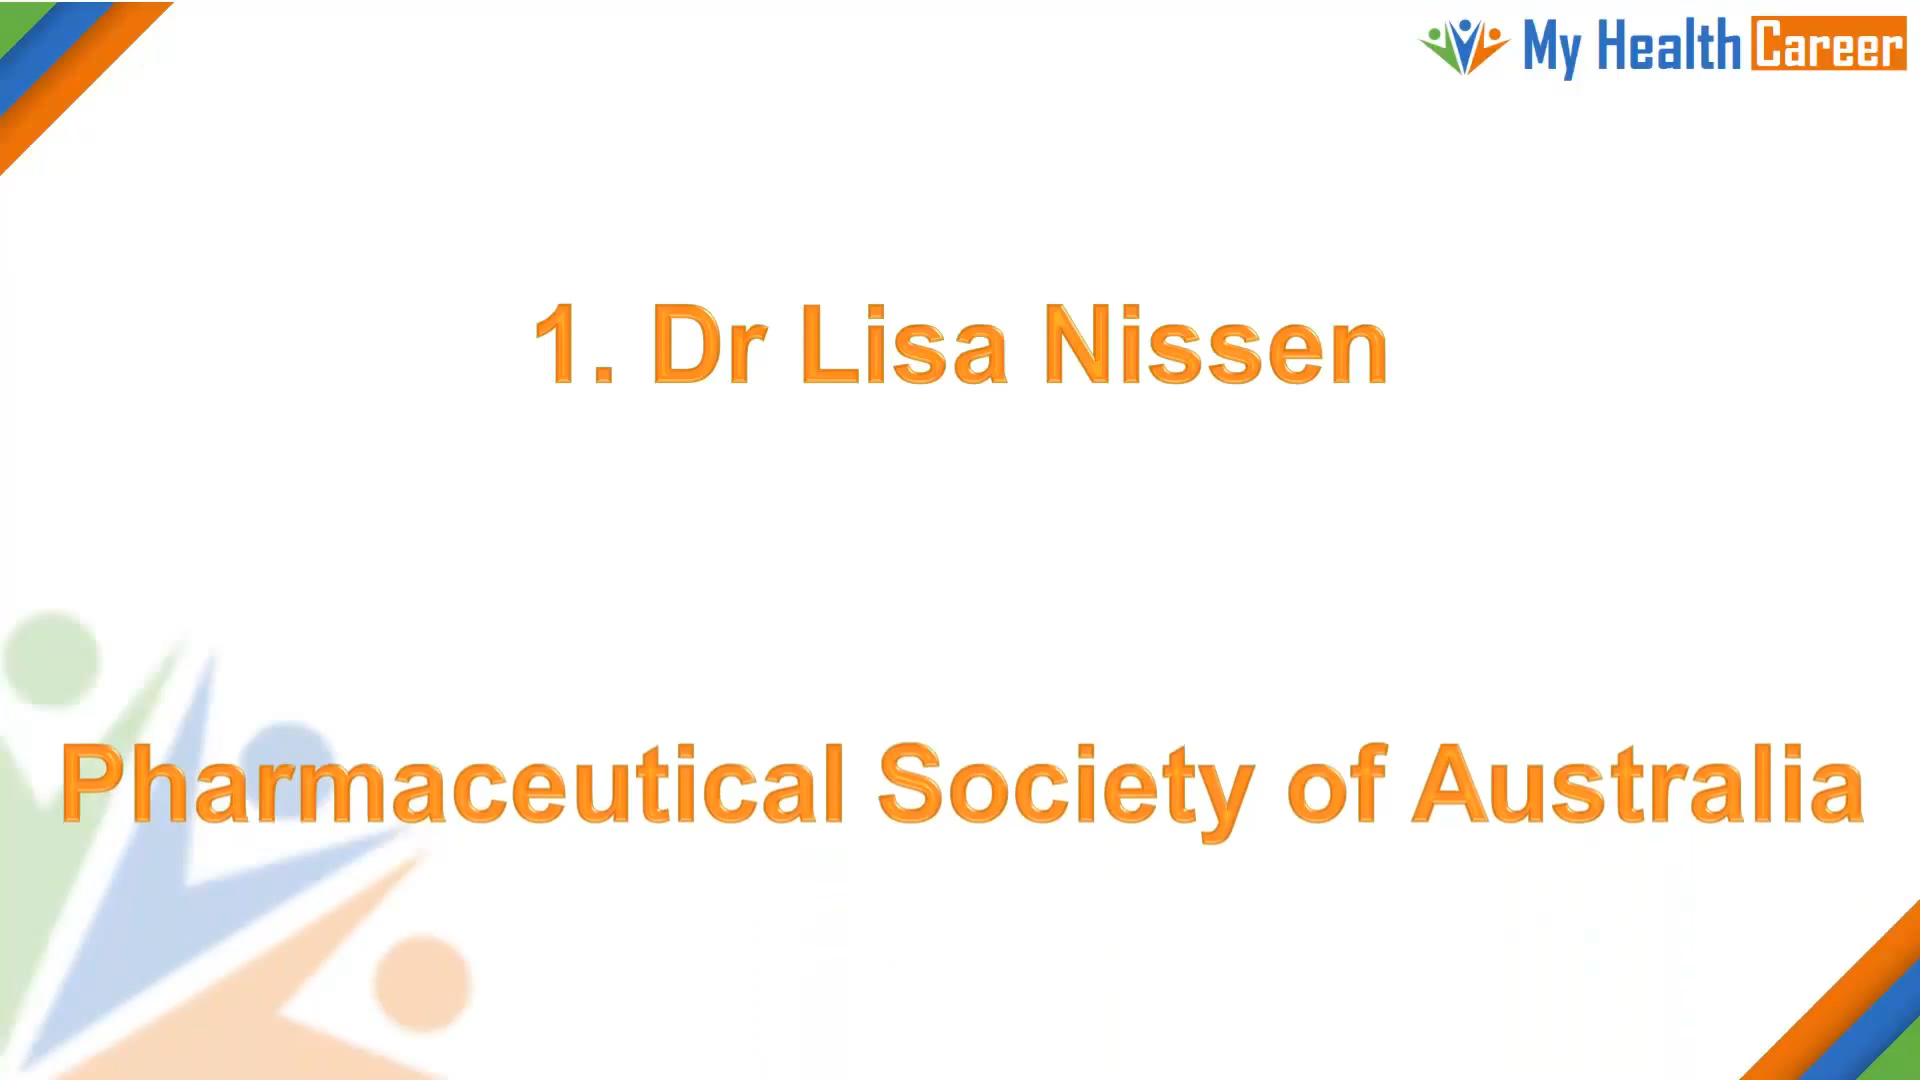 My Health Career
1. Dr Lisa Nissen
Pharmaceutical Society of Australia